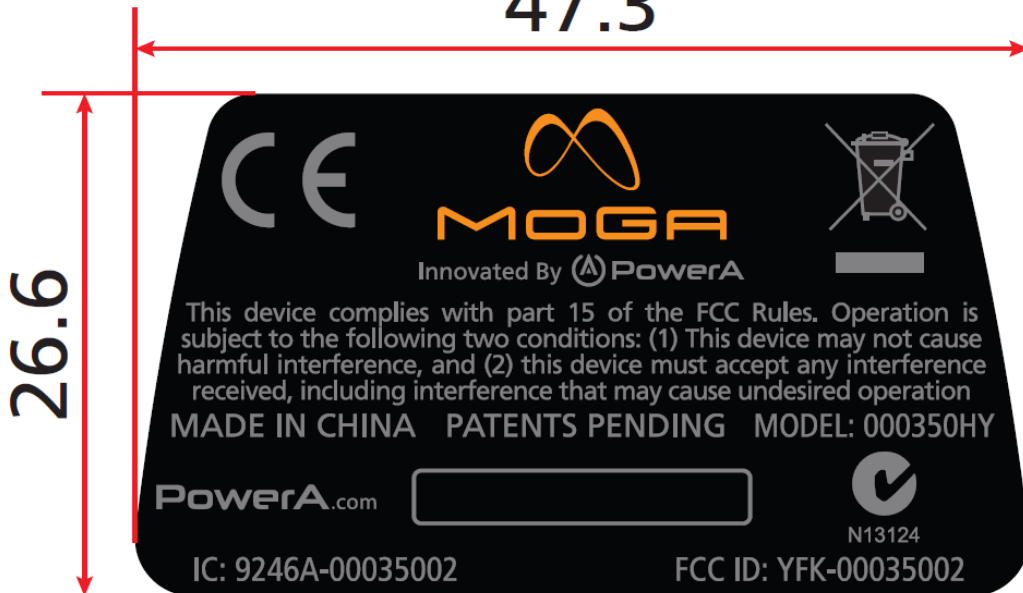 47.3
26.6
CE
MOGA
Innovated By PowerA
This device complies with part 15 of the FCC Rules. Operation is
subject to the following two conditions: (1) This device may not cause
harmful interference, and (2) this device must accept any interference
received, including interference that may cause undesired operation
MADE IN CHINA PATENTS PENDING MODEL: 000350HY
PowerA.com
N13124
IC: 9246A-00035002 FCC ID: YFK-00035002